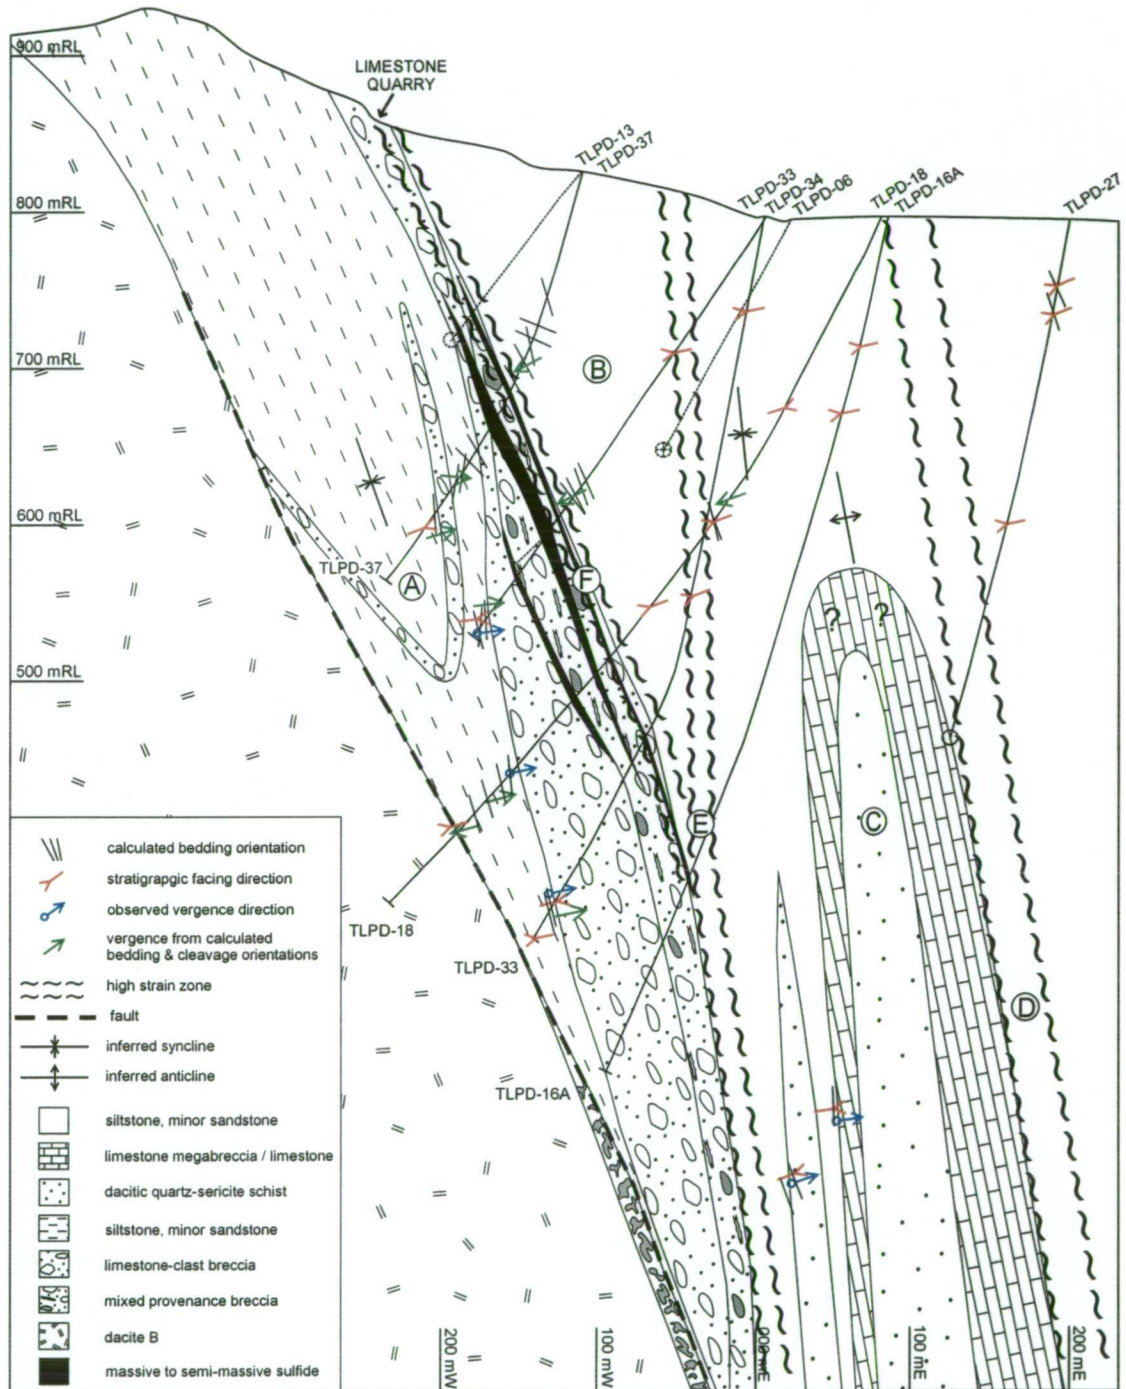 900 mRL
LIMESTONE
QUARRY
TLPD-13
TLPD-37
TLPD-33
TLPD-34
TLPD-06
TLPD-18
TLPD-16A
TLPD-27
800 mRL
700 mRL
B
600 mRL
TLPD-37
A
F
? ?
500 mRL
C
E
TLPD-18
TLPD-33
D
TLPD-16A
calculated bedding orientation
stratigrapgic facing direction
observed vergence direction
vergence from calculated
bedding & cleavage orientations
high strain zone
fault
inferred syncline
inferred anticline
siltstone, minor sandstone
limestone megabreccia / limestone
dacitic quartz-sericite schist
siltstone, minor sandstone
limestone-clast breccia
mixed provenance breccia
dacite B
massive to semi-massive sulfide
200 mW
100 mW
000 mE
100 mE
200 mE